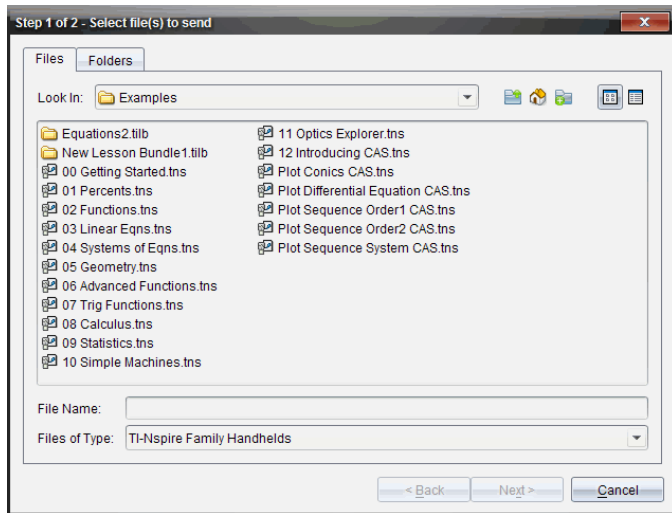 Step 1 of 2 - Select file(s) to send
Files
Folders
Look In:
Examples
Equations2.tilb
New Lesson Bundle1.tilb
00 Getting Started.tns
01 Percents.tns
02 Functions.tns
03 Linear Eqns.tns
04 Systems of Eqns.tns
05 Geometry.tns
06 Advanced Functions.tns
07 Trig Functions.tns
08 Calculus.tns
09 Statistics.tns
10 Simple Machines.tns
11 Optics Explorer.tns
12 Introducing CAS.tns
Plot Conics CAS.tns
Plot Differential Equation CAS.tns
Plot Sequence Order1 CAS.tns
Plot Sequence Order2 CAS.tns
Plot Sequence System CAS.tns
File Name:
Files of Type:
TI-Nspire Family Handhelds
< Back
Next >
Cancel